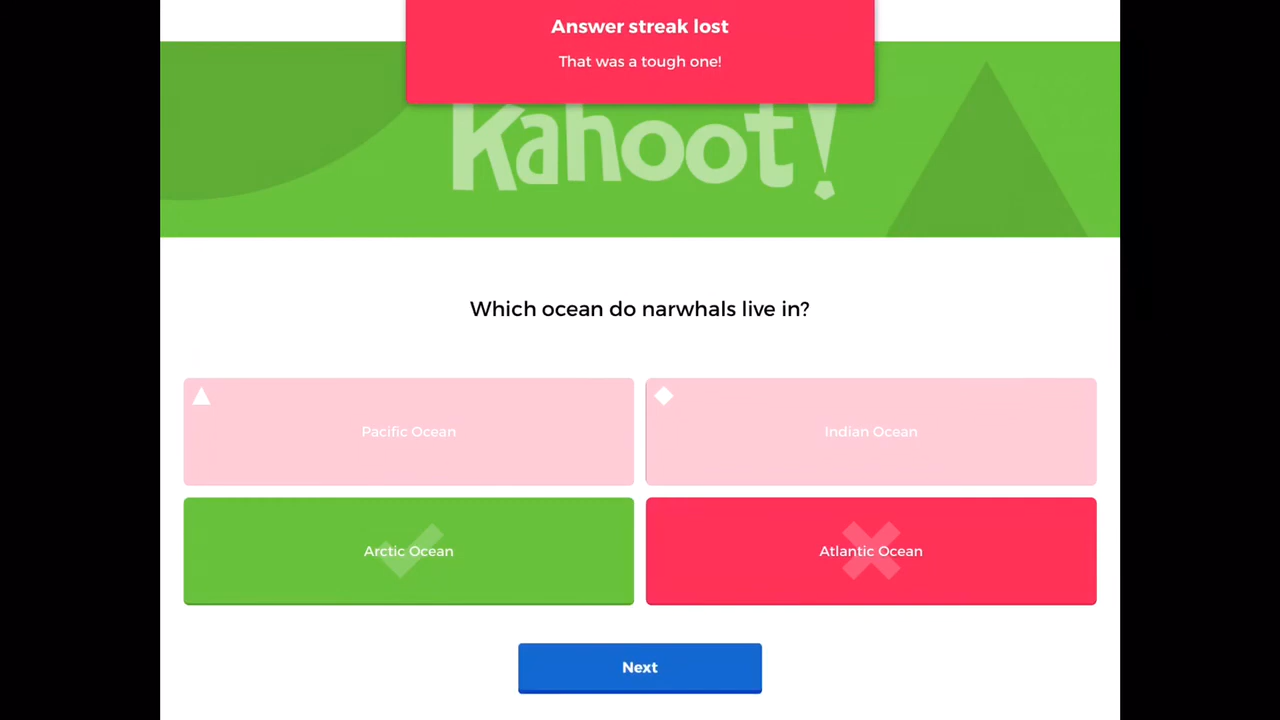 Answer streak lost
That was a tough one!
Kahoot!
Which ocean do narwhals live in?
Pacific Ocean
Indian Ocean
Arctic Ocean
Atlantic Ocean
Next